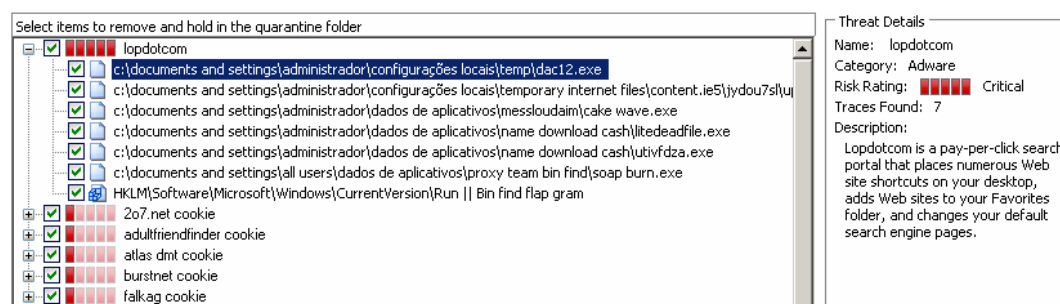 Select items to remove and hold in the quarantine folder
lopdotcom
c:\documents and settings\administrador\configurações locais\temp\dac12.exe
c:\documents and settings\administrador\configurações locais\temporary internet files\content.ie5\jydou7sl\
c:\documents and settings\administrador\dados de aplicativos\messloudaim\cake wave.exe
c:\documents and settings\administrador\dados de aplicativos\name download cash\litedeadfile.exe
c:\documents and settings\administrador\dados de aplicativos\name download cash\utivfdza.exe
c:\documents and settings\all users\dados de aplicativos\proxy team bin find\soap burn.exe
HKLM\Software\Microsoft\Windows\CurrentVersion\Run || Bin find flap gram
2o7.net cookie
adultfriendfinder cookie
atlas dmt cookie
burstnet cookie
falkag cookie
Threat Details
Name: lopdotcom
Category: Adware
Risk Rating: Critical
Traces Found: 7
Description:
Lopdotcom is a pay-per-click search
portal that places numerous Web
site shortcuts on your desktop,
adds Web sites to your Favorites
folder, and changes your default
search engine pages.